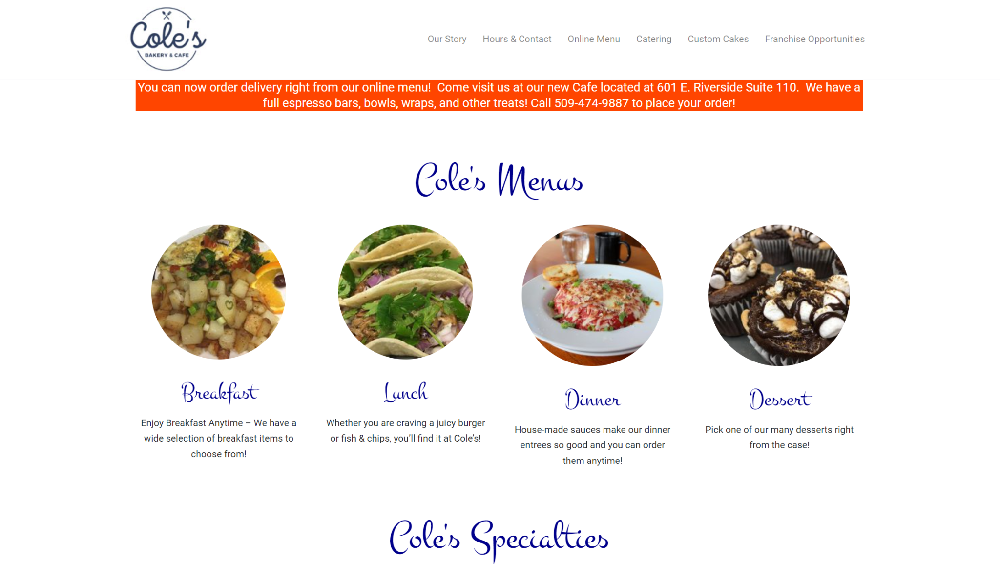 Cole's
BAKERY & CAFE
Our Story Hours & Contact Online Menu Catering Custom Cakes Franchise Opportunities
You can now order delivery right from our online menu!  Come visit us at our new Cafe located at 601 E. Riverside Suite 110.  We have a
full espresso bars, bowls, wraps, and other treats! Call 509-474-9887 to place your order!
Cole's Menus
Breakfast
Enjoy Breakfast Anytime – We have a
wide selection of breakfast items to
choose from!
Lunch
Whether you are craving a juicy burger
or fish & chips, you’ll find it at Cole’s!
Dinner
House-made sauces make our dinner
entrees so good and you can order
them anytime!
Dessert
Pick one of our many desserts right
from the case!
Cole's Specialties